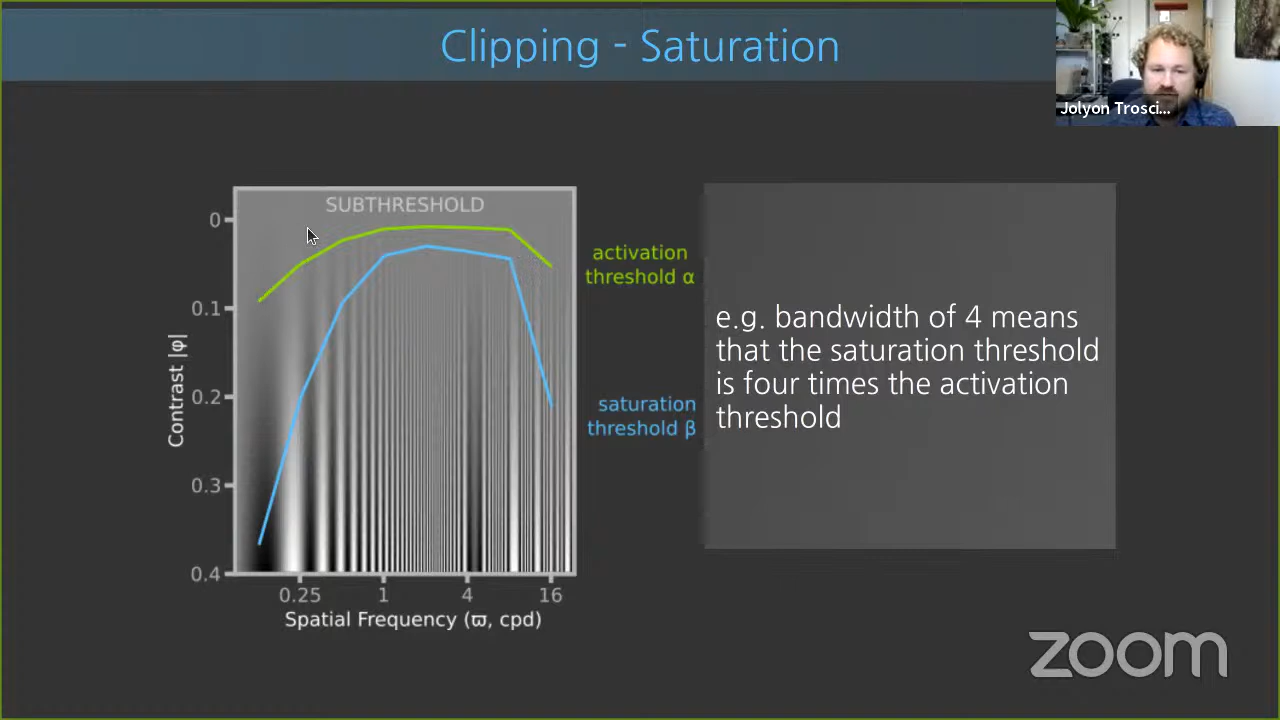 Clipping - Saturation
Jolyon Trosci...
SUBTHRESHOLD
0
0.1
0.2
0.3
0.4
Contrast |φ|
0.25 1 4 16
Spatial Frequency (ϖ, cpd)
activation
threshold α
saturation
threshold β
e.g. bandwidth of 4 means
that the saturation threshold
is four times the activation
threshold
zoom